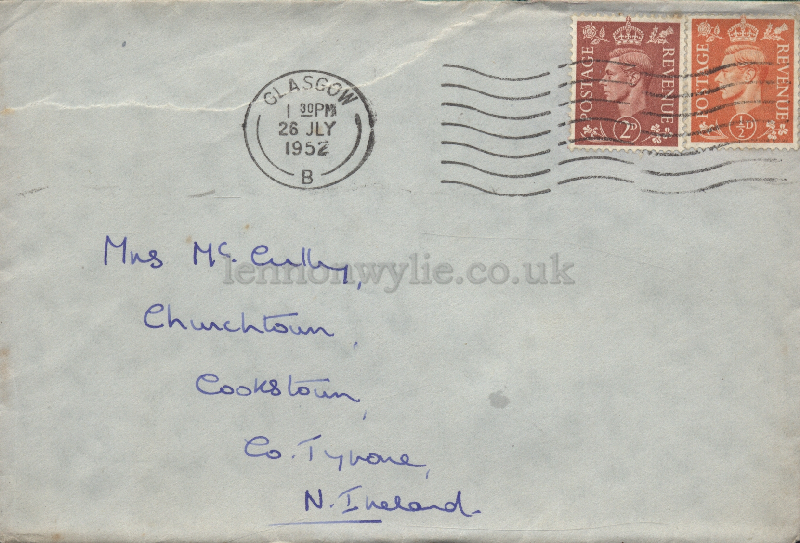 GLASGOW
1 30PM
26 JLY
1952
B
POSTAGE REVENUE
2D
POSTAGE REVENUE
½D
Mrs McCulley,
lennonwylie.co.uk
Churchtown,
Cookstown,
Co. Tyrone,
N. Ireland.